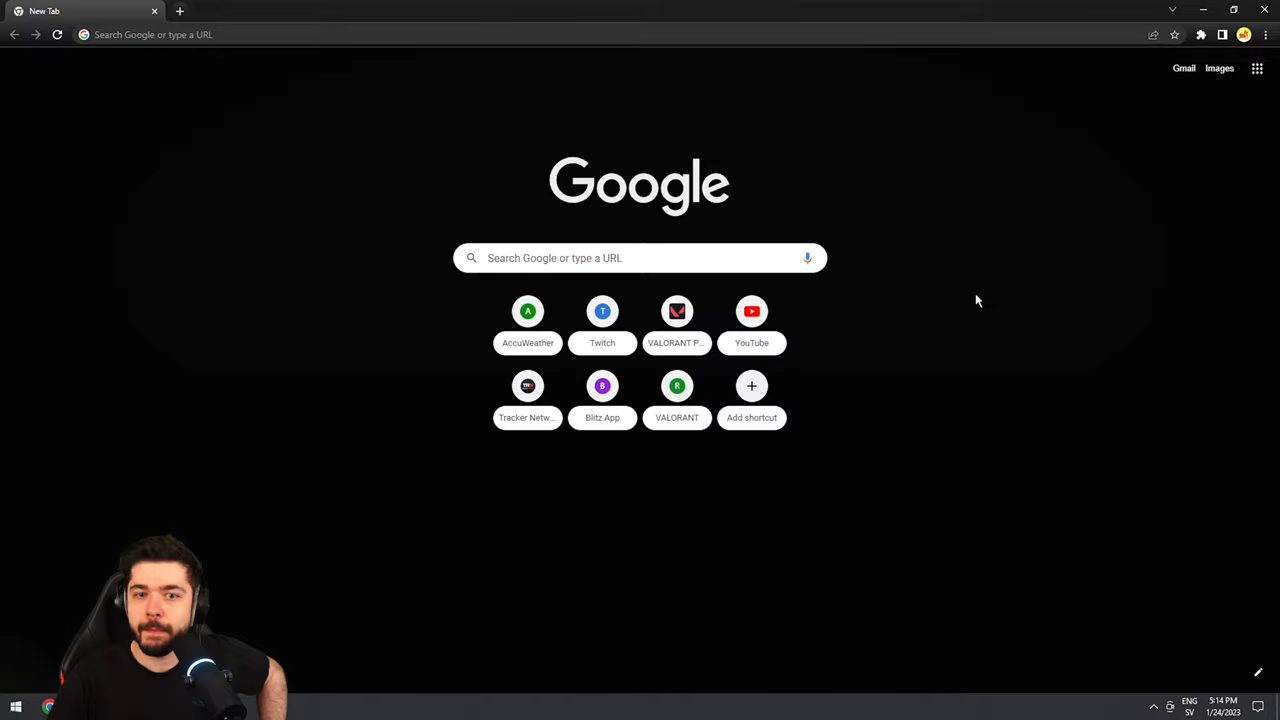 New Tab
Search Google or type a URL
Gmail Images
Google
Search Google or type a URL
A T
AccuWeather Twitch VALORANT P... YouTube
TRN B R
Tracker Netw... Blitz App VALORANT Add shortcut
ENG 5:14 PM
SV 1/24/2023